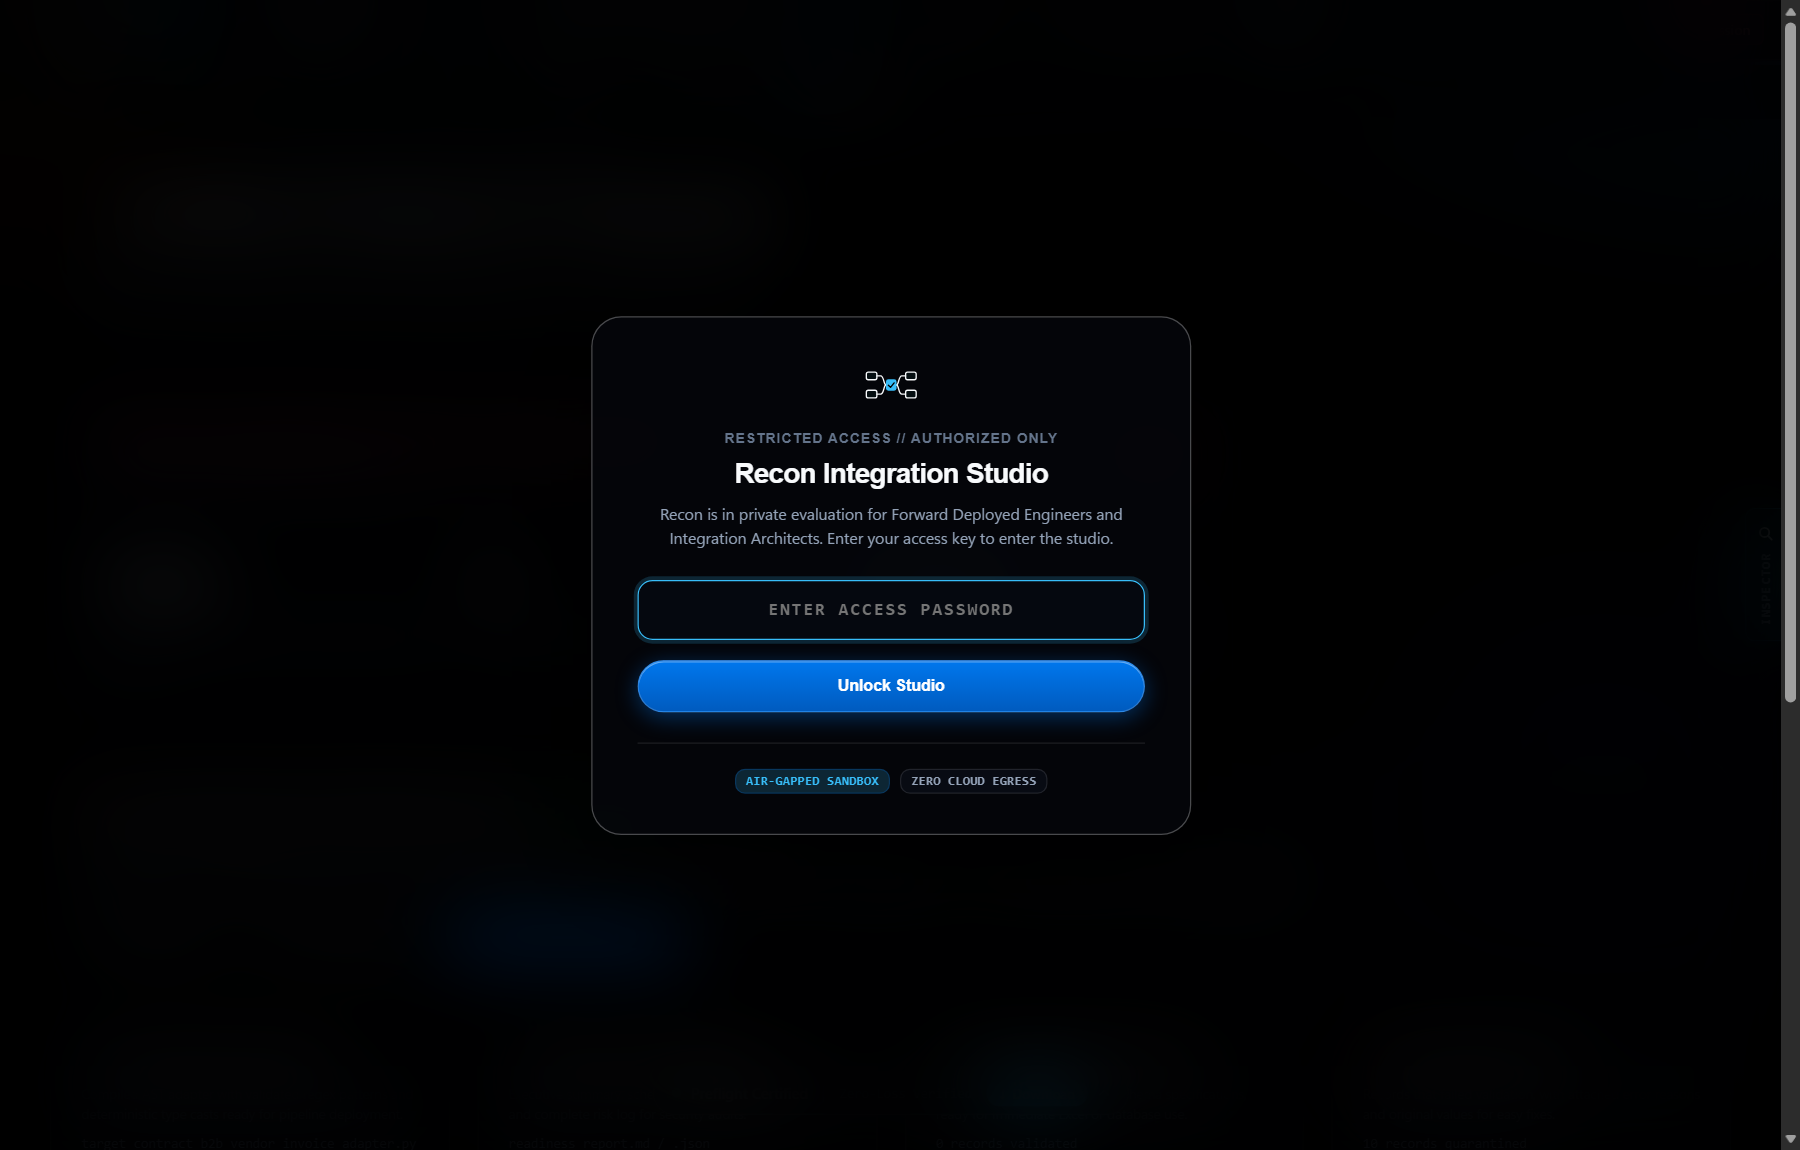 RESTRICTED ACCESS // AUTHORIZED ONLY
Recon Integration Studio
Recon is in private evaluation for Forward Deployed Engineers and
Integration Architects. Enter your access key to enter the studio.
ENTER ACCESS PASSWORD
Unlock Studio
AIR-GAPPED SANDBOX
ZERO CLOUD EGRESS
INSPECTOR